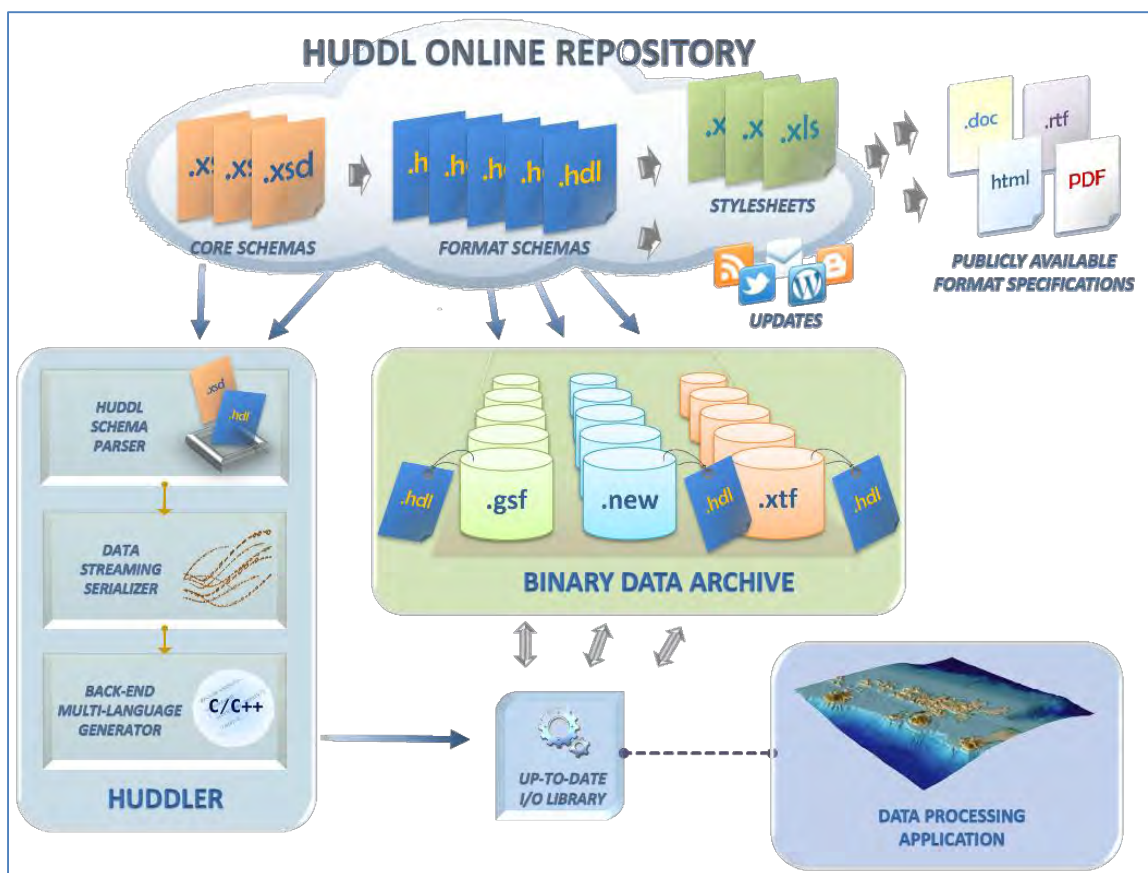 HUDDL ONLINE REPOSITORY
.xs
.xs
.xsd
CORE SCHEMAS
.h
.h
.h
.h
.hdl
FORMAT SCHEMAS
.x
.x
.xls
STYLESHEETS
UPDATES
.doc
.rtf
html
PDF
PUBLICLY AVAILABLE
FORMAT SPECIFICATIONS
HUDDL
SCHEMA
PARSER
.xsd
.hdl
DATA
STREAMING
SERIALIZER
BACK-END
MULTI-LANGUAGE
GENERATOR
C/C++
HUDDLER
.hdl
.gsf
.new
.hdl
.xtf
.hdl
BINARY DATA ARCHIVE
UP-TO-DATE
I/O LIBRARY
DATA PROCESSING
APPLICATION